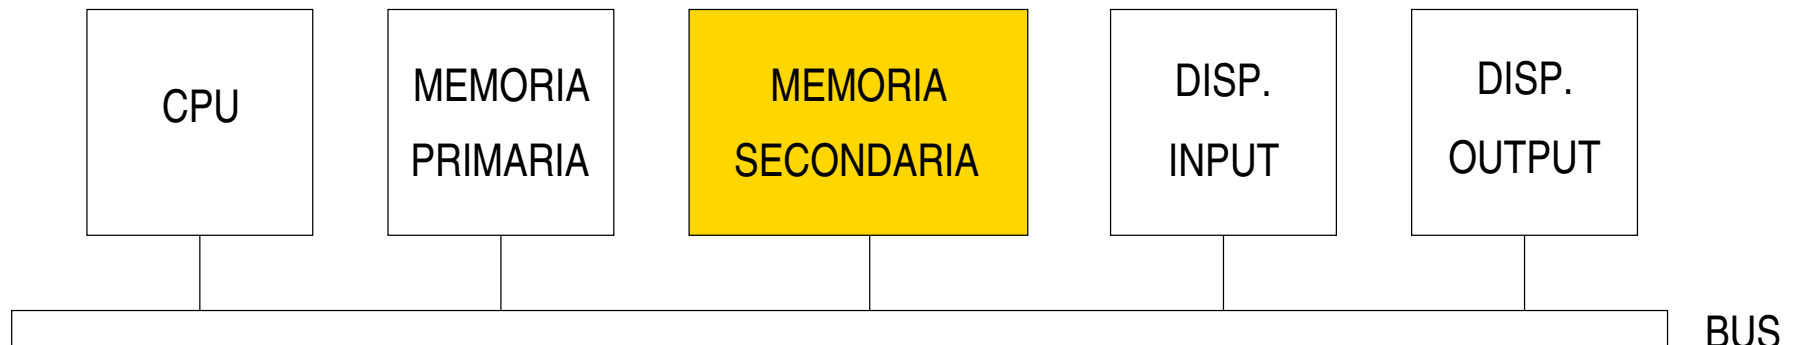 CPU
MEMORIA
PRIMARIA
MEMORIA
SECONDARIA
DISP.
INPUT
DISP.
OUTPUT
BUS